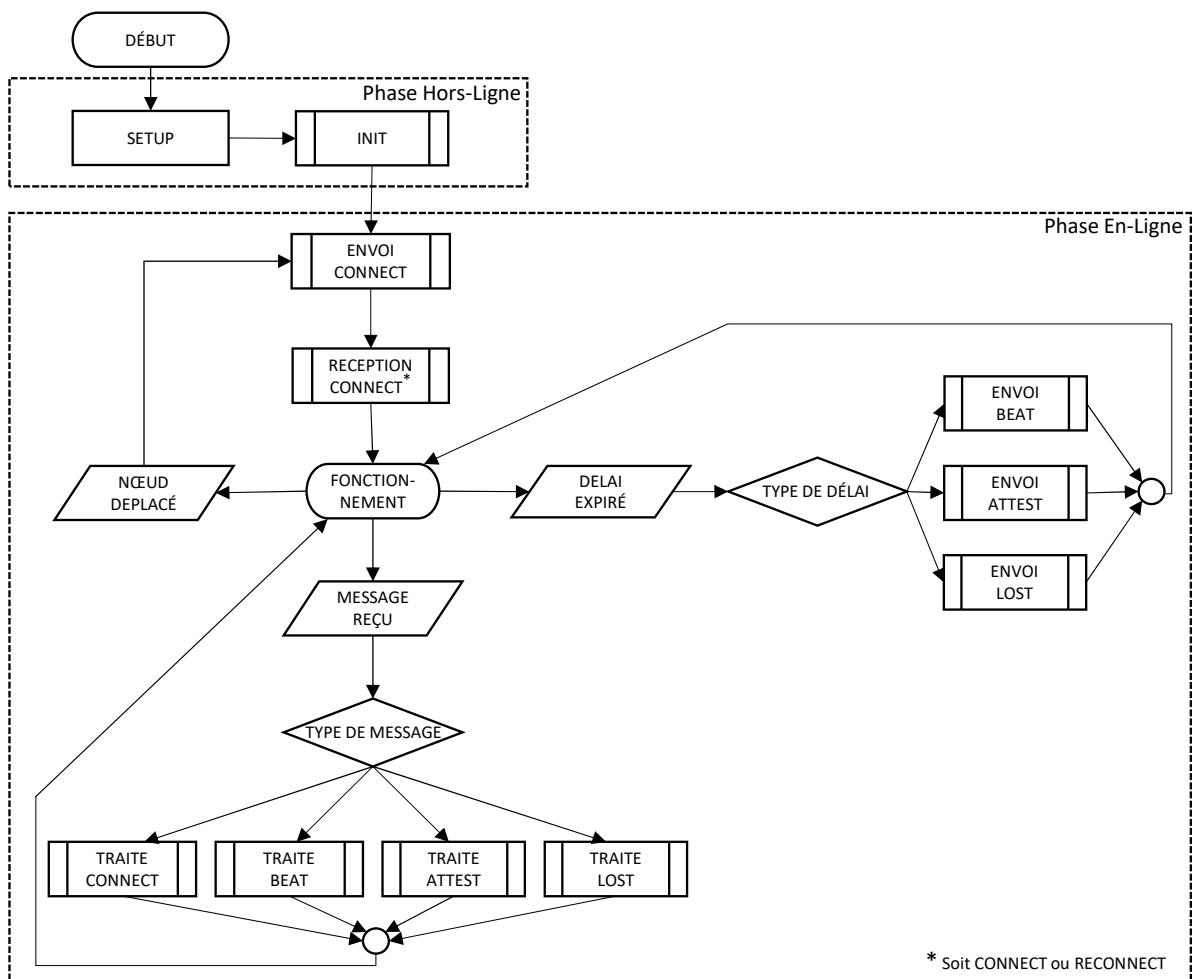 DÉBUT
Phase Hors-Ligne
SETUP
INIT
Phase En-Ligne
ENVOI
CONNECT
RECEPTION
CONNECT*
ENVOI
BEAT
NŒUD
DEPLACÉ
FONCTION-
NEMENT
DELAI
EXPIRÉ
TYPE DE DÉLAI
ENVOI
ATTEST
ENVOI
LOST
MESSAGE
REÇU
TYPE DE MESSAGE
TRAITE
CONNECT
TRAITE
BEAT
TRAITE
ATTEST
TRAITE
LOST
* Soit CONNECT ou RECONNECT